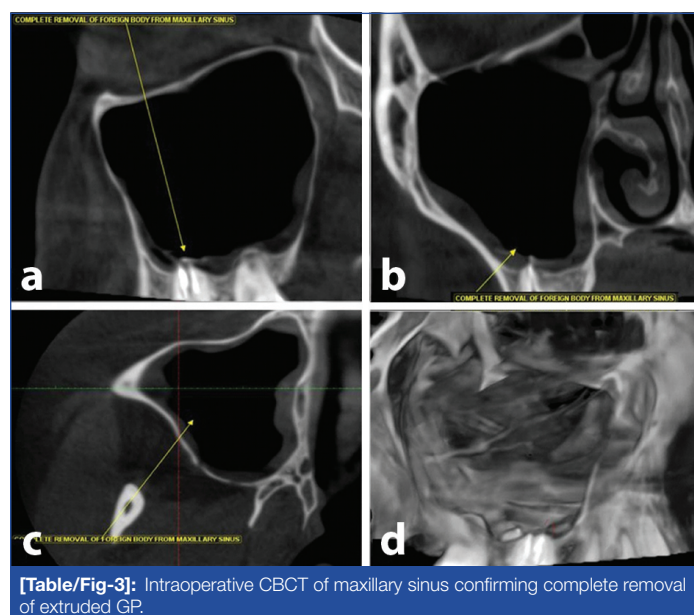 COMPLETE REMOVAL OF FOREIGN BODY FROM MAXILLARY SINUS
a
b
COMPLETE REMOVAL OF FOREIGN BODY FROM MAXILLARY SINUS
c
REMOVAL OF FOREIGN BODY FROM MAXILLARY SINUS
d
[Table/Fig-3]: Intraoperative CBCT of maxillary sinus confirming complete removal
of extruded GP.